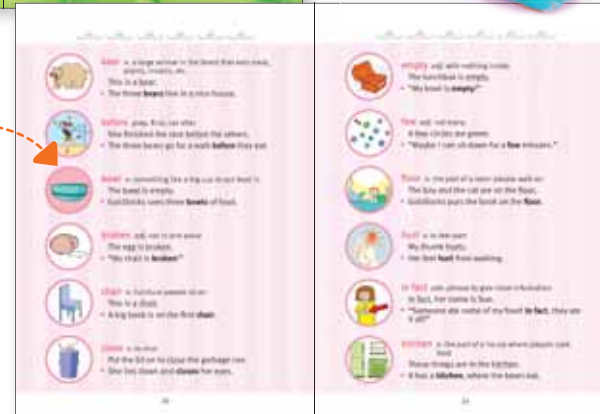 bear n. a large animal in the forest that eats meat,
plants, insects, etc.
This is a bear.
• The three bears live in a nice house.
before prep. first; not after
She finished the race before the others.
• The three bears go for a walk before they eat.
bowl n. something like a big cup to put food in
The bowl is empty.
• Goldilocks sees three bowls of food.
broken adj. not in one piece
The egg is broken.
• "My chair is broken!"
chair n. furniture people sit on
This is a chair.
• A big book is on the first chair.
close v. to shut
Put the lid on to close the garbage can.
• She lies down and closes her eyes.
empty adj. with nothing inside
The lunchbox is empty.
• "My bowl is empty!"
few adj. not many
A few circles are green.
• "Maybe I can sit down for a few minutes."
floor n. the part of a room people walk on
The boy and the cat are on the floor.
• Goldilocks puts the book on the floor.
hurt v. to feel pain
My thumb hurts.
• Her feet hurt from walking.
in fact adv. phrase to give more information
In fact, her name is Sue.
• "Someone ate some of my food! In fact, they ate
it all!"
kitchen n. the part of a house where people cook
food
These things are in the kitchen.
• It has a kitchen, where the bears eat.